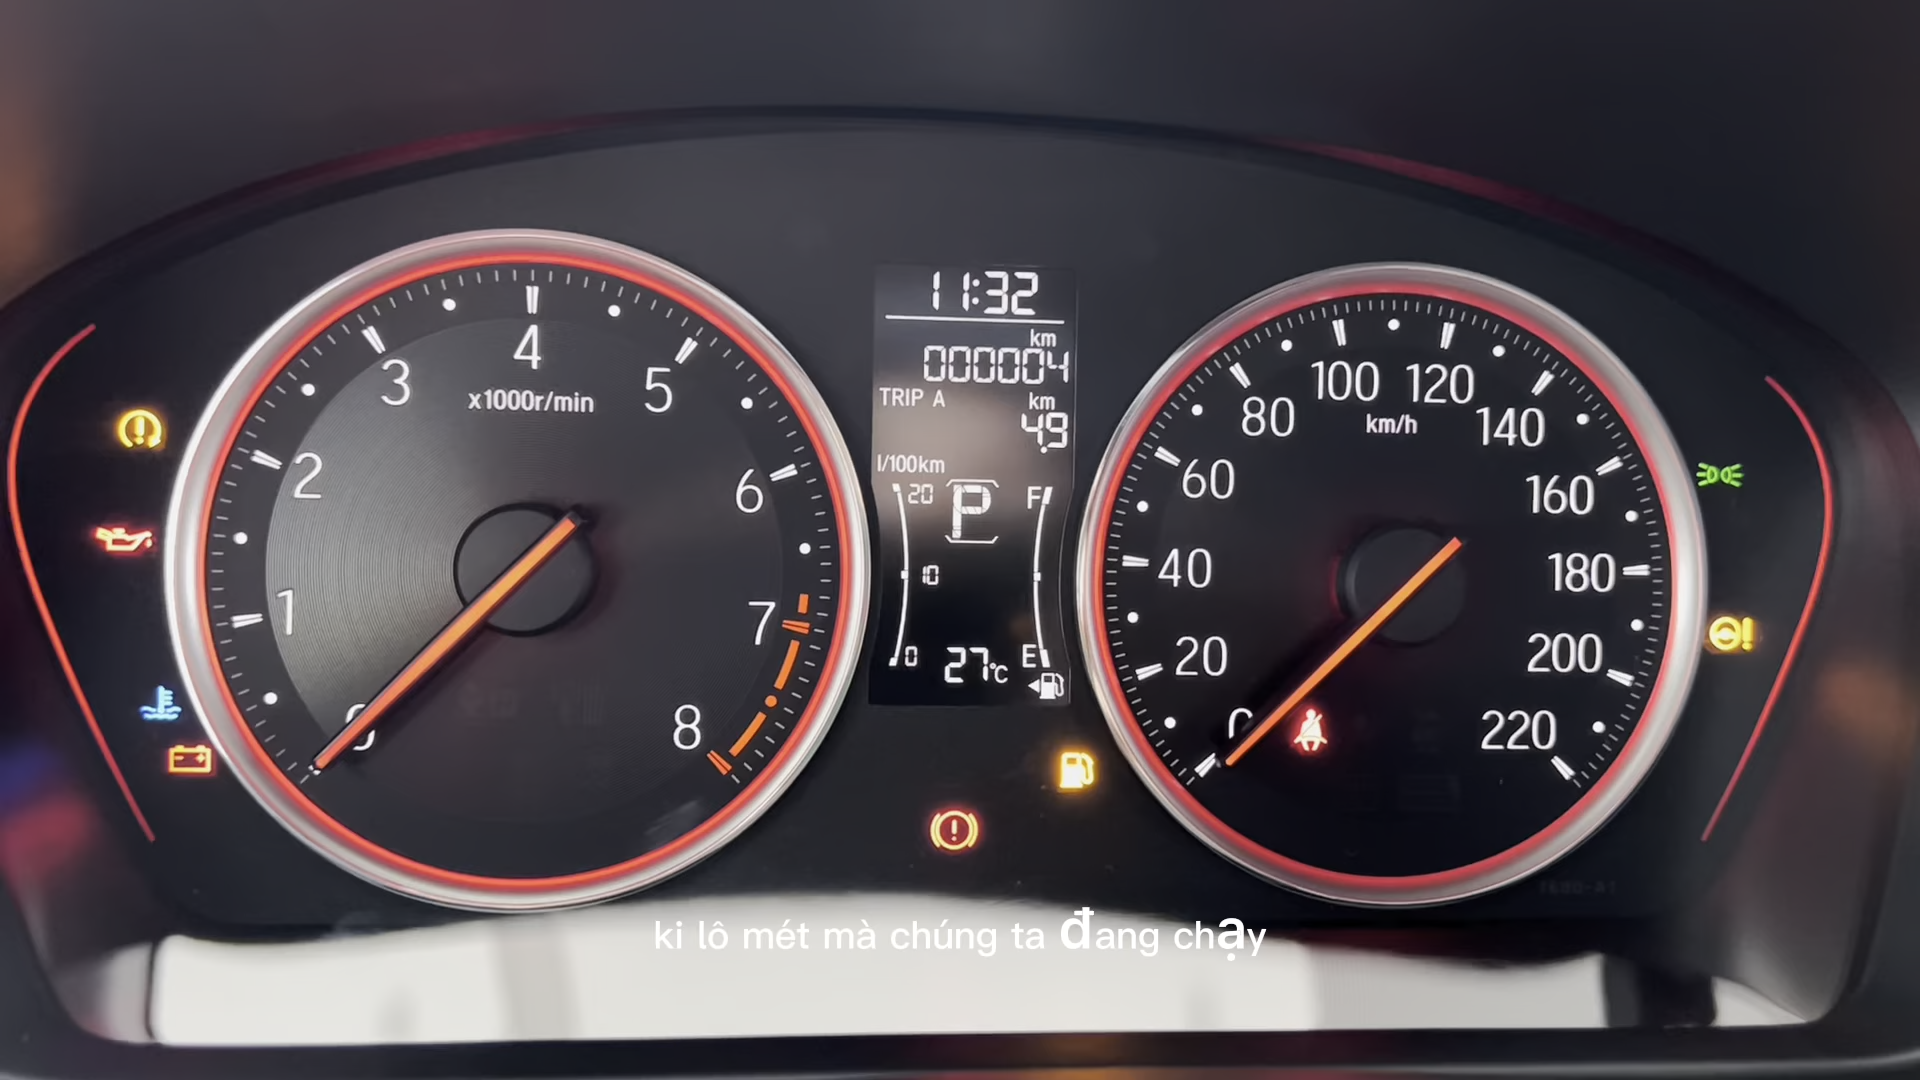 11:32
km
000004
TRIP A
km
4.9
l/100km
20
P
F
10
0
27°C
E
0
1
2
3
4
5
6
7
8
x1000r/min
0
20
40
60
80
100
120
140
160
180
200
220
km/h
ki lô mét mà chúng ta đang chạy